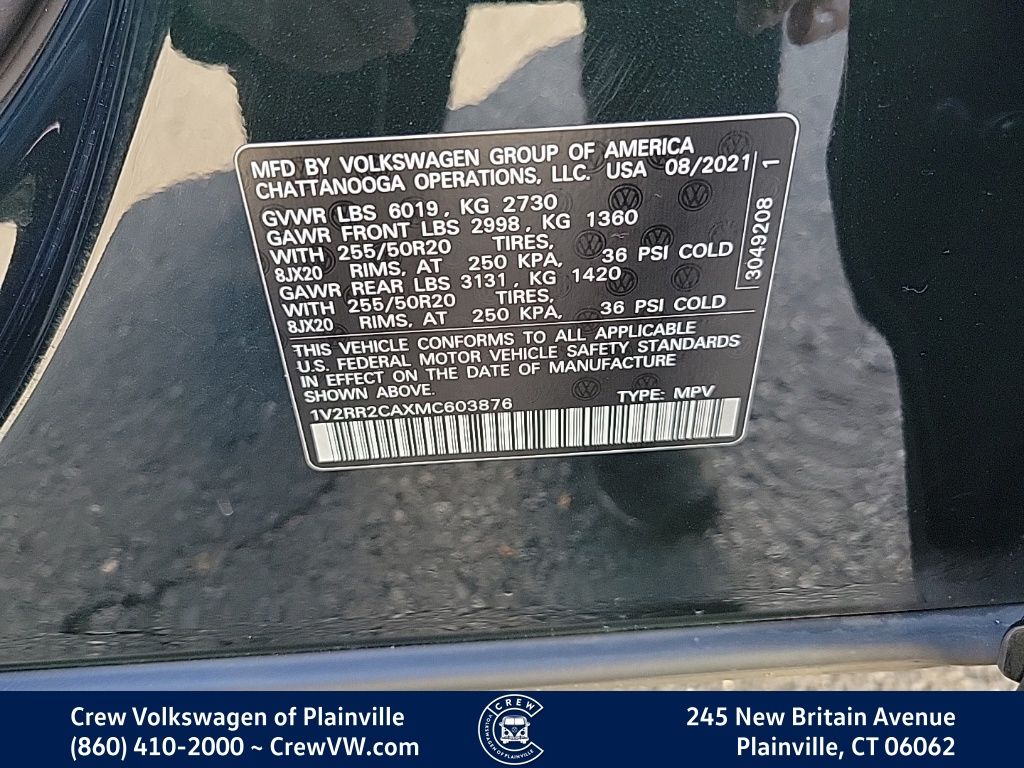 MFD BY VOLKSWAGEN GROUP OF AMERICA
CHATTANOOGA OPERATIONS, LLC. USA 08/2021
GVWR LBS 6019, KG 2730
GAWR FRONT LBS 2998, KG 1360
WITH 255/50R20 TIRES,
8JX20 RIMS, AT 250 KPA, 36 PSI COLD
GAWR REAR LBS 3131, KG 1420
WITH 255/50R20 TIRES,
8JX20 RIMS, AT 250 KPA, 36 PSI COLD
3049208 1
THIS VEHICLE CONFORMS TO ALL APPLICABLE
U.S. FEDERAL MOTOR VEHICLE SAFETY STANDARDS
IN EFFECT ON THE DATE OF MANUFACTURE
SHOWN ABOVE.
1V2RR2CAXMC603876 TYPE: MPV
Crew Volkswagen of Plainville
(860) 410-2000 ~ CrewVW.com
CREW
VOLKSWAGEN OF PLAINVILLE
245 New Britain Avenue
Plainville, CT 06062